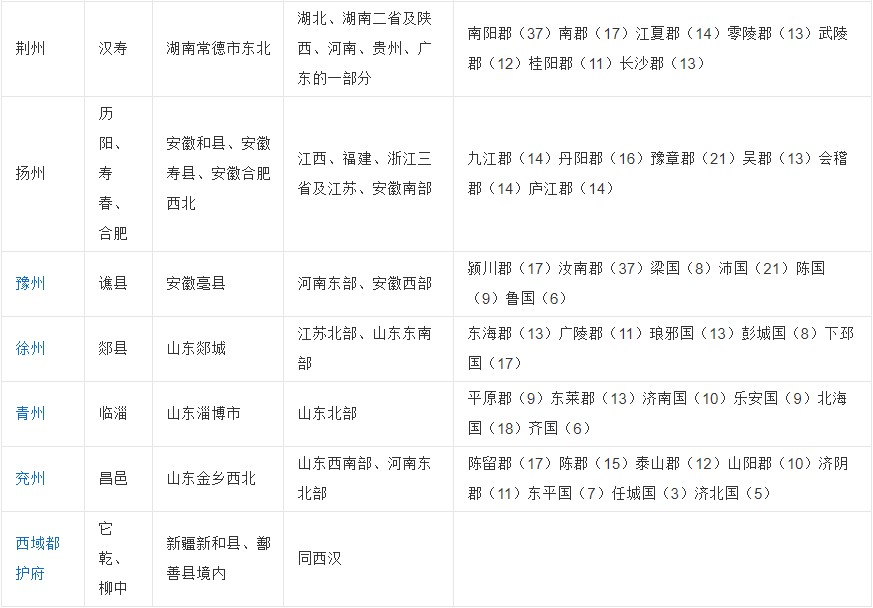 荆州
汉寿
湖南常德市东北
湖北、湖南二省及陕
西、河南、贵州、广
东的一部分
南阳郡（37）南郡（17）江夏郡（14）零陵郡（13）武陵
郡（12）桂阳郡（11）长沙郡（13）
扬州
历
阳、
寿
春、
合肥
安徽和县、安徽
寿县、安徽合肥
西北
江西、福建、浙江三
省及江苏、安徽南部
九江郡（14）丹阳郡（16）豫章郡（21）吴郡（13）会稽
郡（14）庐江郡（14）
豫州
谯县
安徽亳县
河南东部、安徽西部
颍川郡（17）汝南郡（37）梁国（8）沛国（21）陈国
（9）鲁国（6）
徐州
郯县
山东郯城
江苏北部、山东东南
部
东海郡（13）广陵郡（11）琅邪国（13）彭城国（8）下邳
国（17）
青州
临淄
山东淄博市
山东北部
平原郡（9）东莱郡（13）济南国（10）乐安国（9）北海
国（18）齐国（6）
兖州
昌邑
山东金乡西北
山东西南部、河南东
北部
陈留郡（17）陈郡（15）泰山郡（12）山阳郡（10）济阴
郡（11）东平国（7）任城国（3）济北国（5）
西域都
护府
它
乾、
柳中
新疆新和县、鄯
善县境内
同西汉